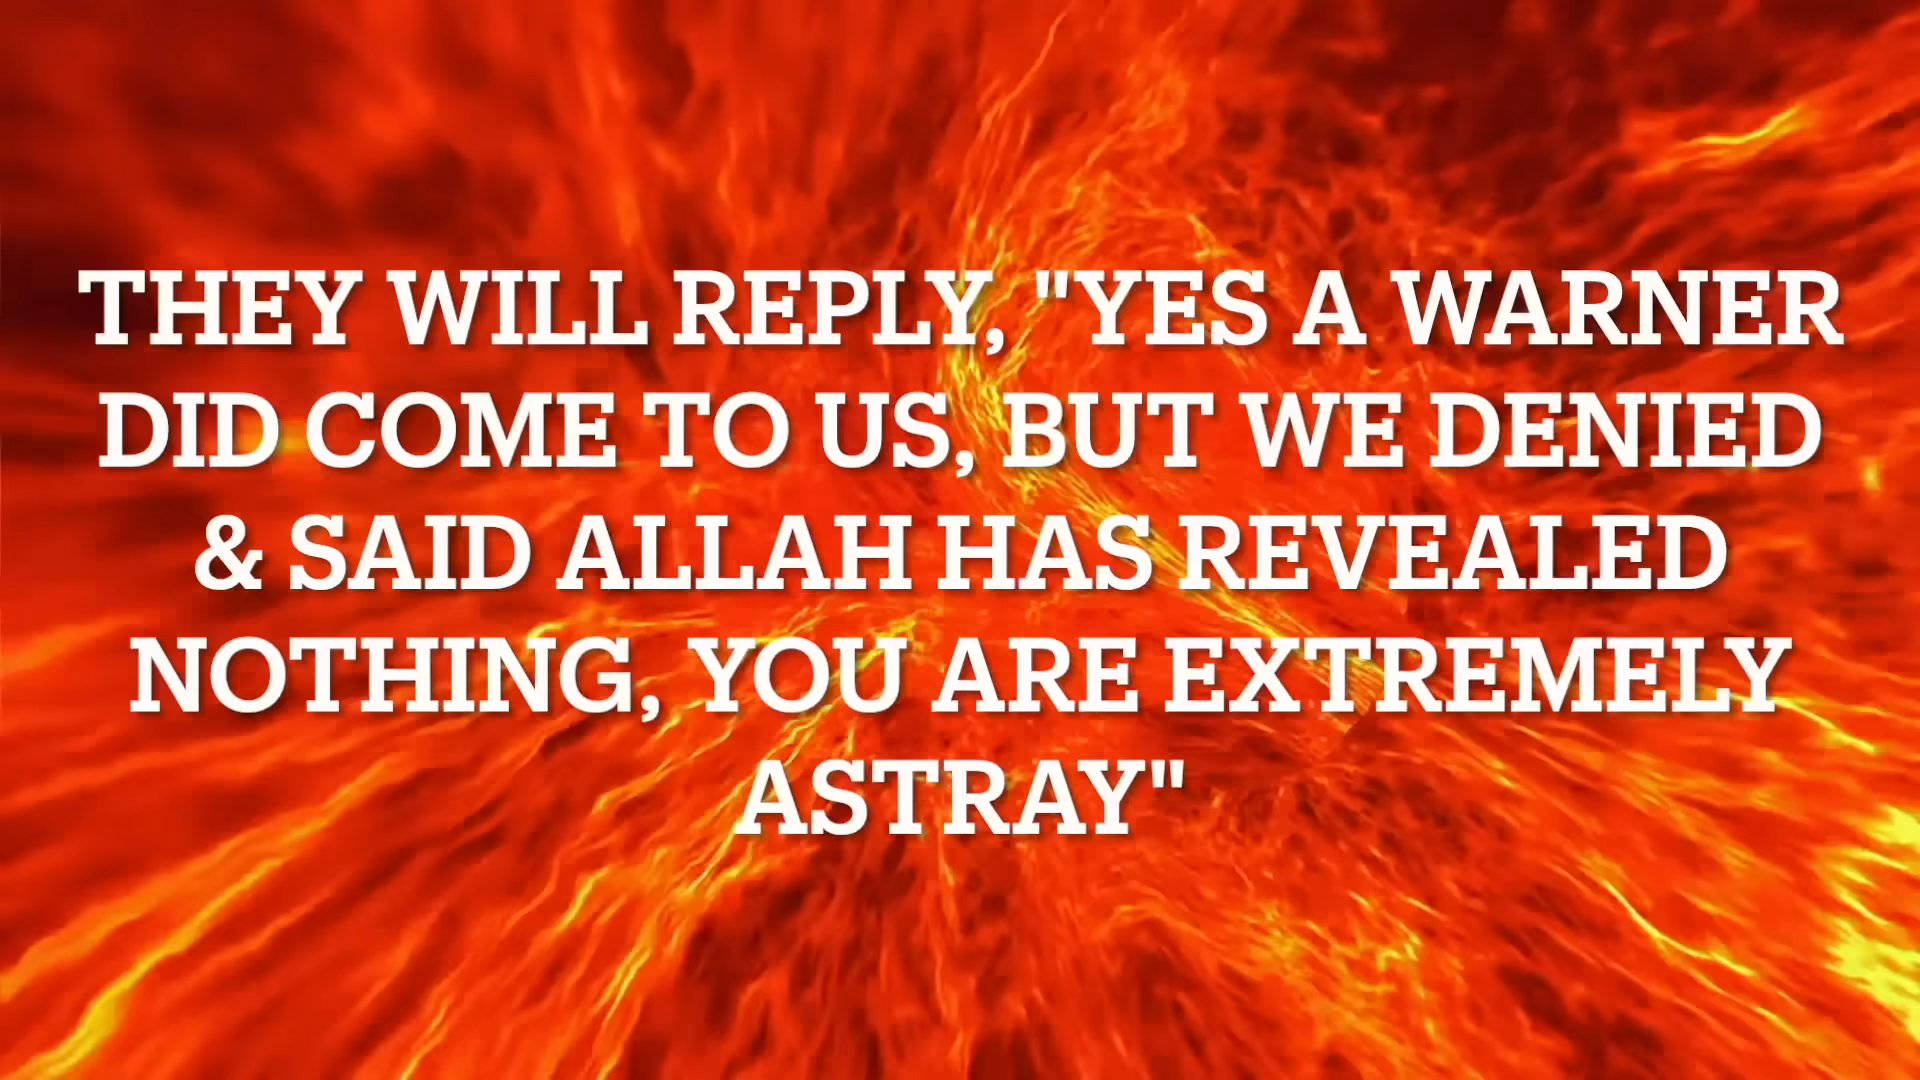 THEY WILL REPLY, "YES A WARNER
DID COME TO US, BUT WE DENIED
& SAID ALLAH HAS REVEALED
NOTHING, YOU ARE EXTREMELY
ASTRAY"